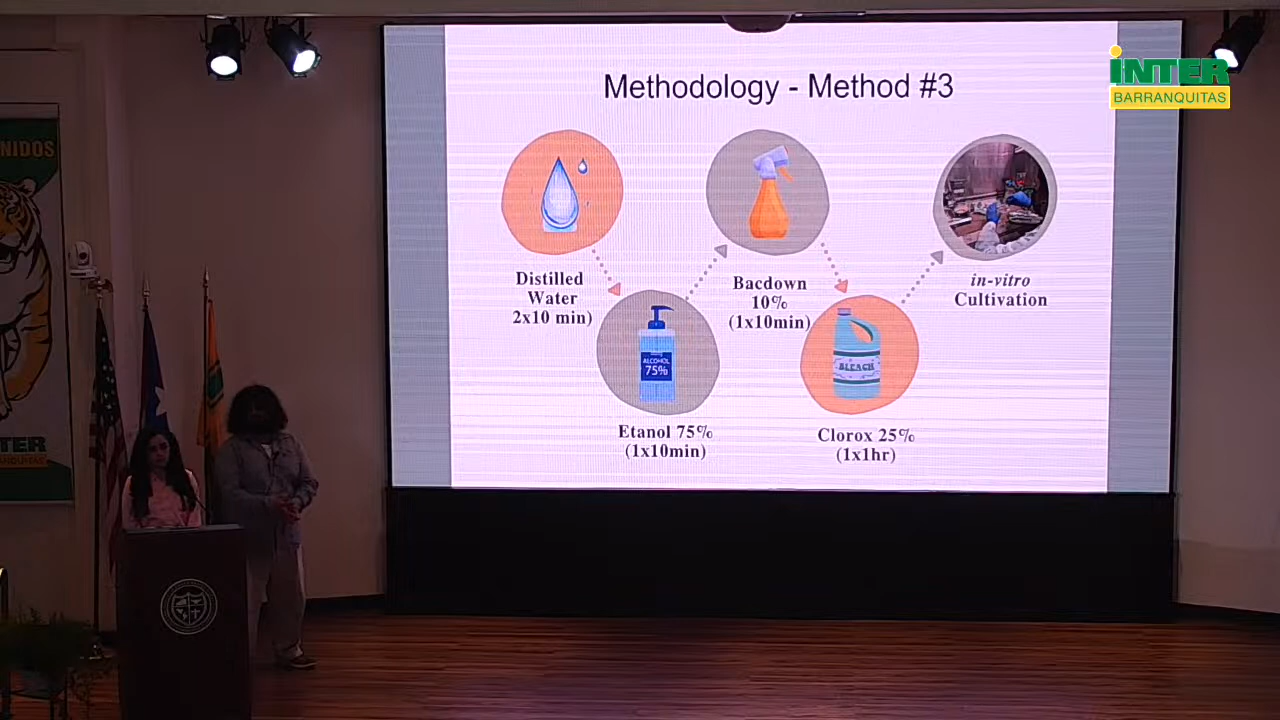 Methodology - Method #3
INTER
BARRANQUITAS
NIDOS
Distilled
Water
2x10 min)
Bacdown
10%
(1x10min)
in-vitro
Cultivation
ALCOHOL
75%
BLEACH
Etanol 75%
(1x10min)
Clorox 25%
(1x1hr)
TER
ANQUITAS